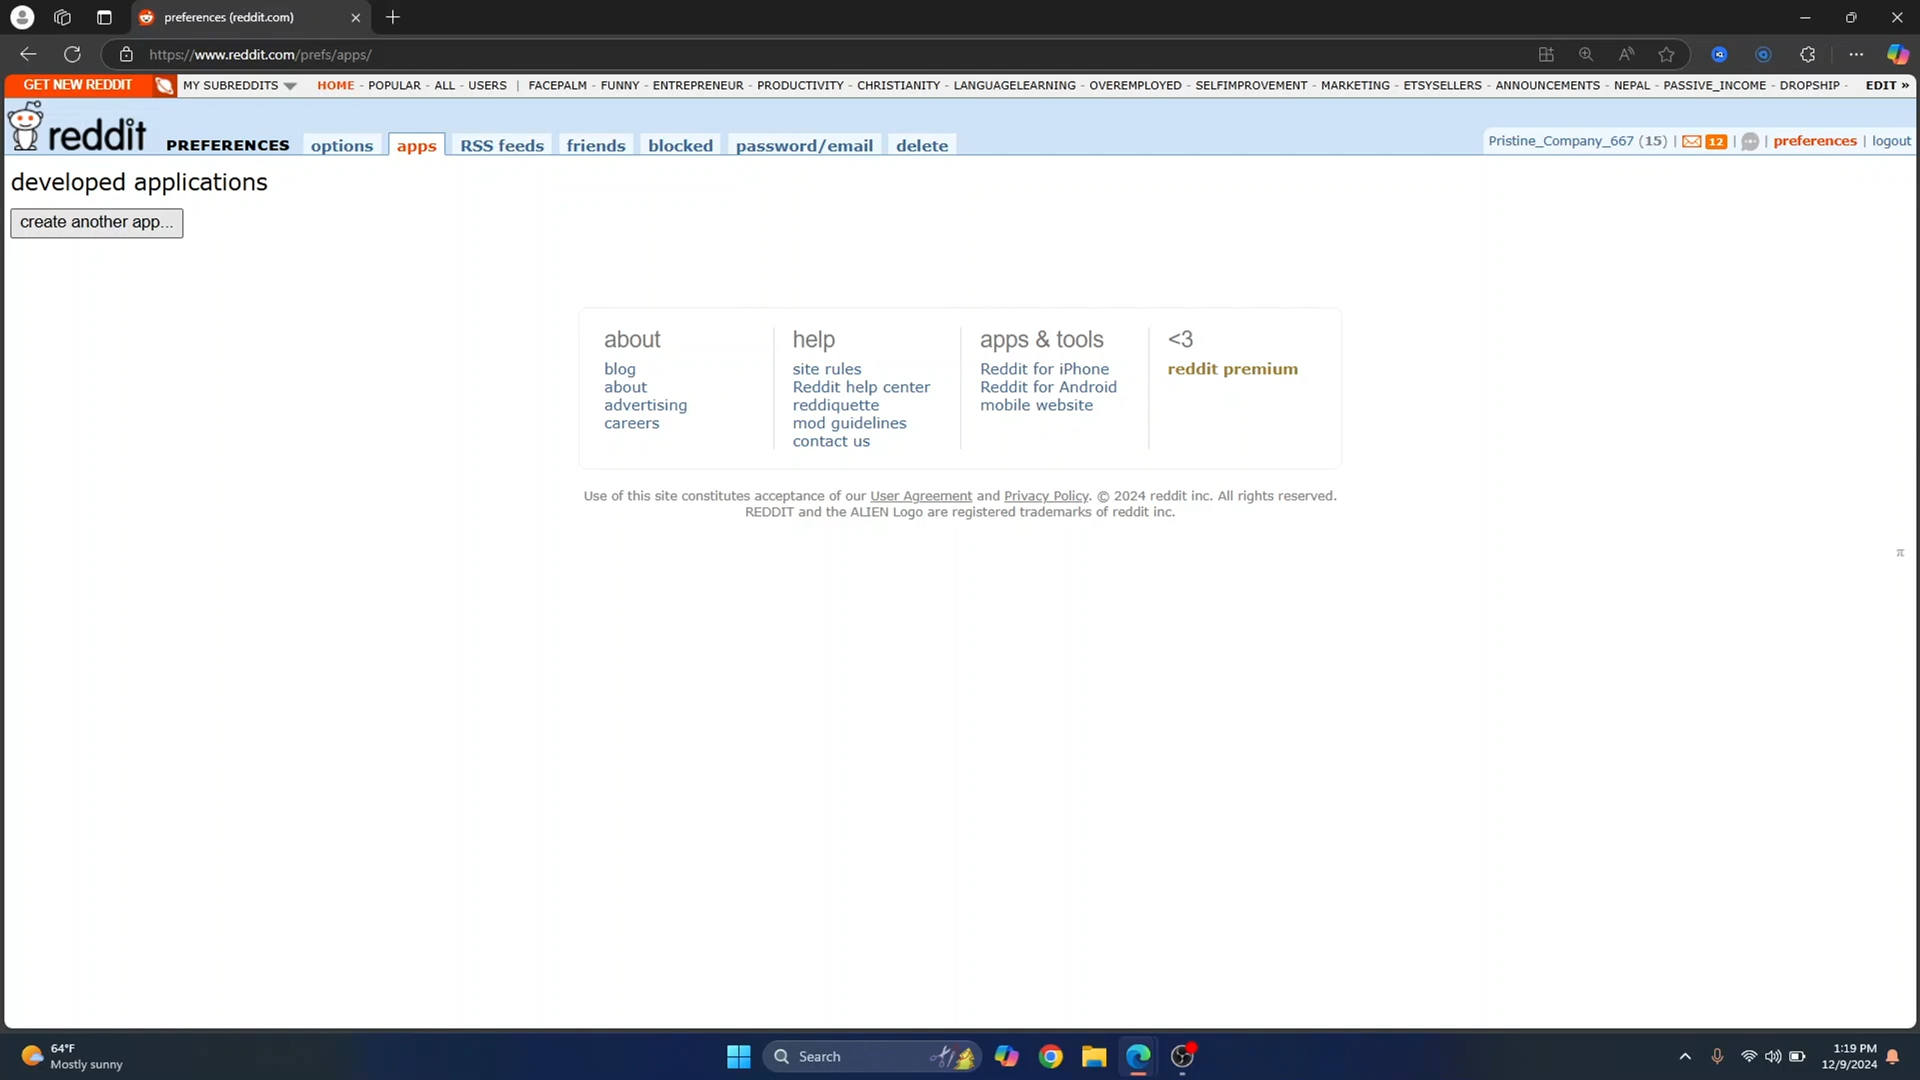 preferences (reddit.com)
https://www.reddit.com/prefs/apps/
GET NEW REDDIT MY SUBREDDITS HOME - POPULAR - ALL - USERS | FACEPALM - FUNNY - ENTREPRENEUR - PRODUCTIVITY - CHRISTIANITY - LANGUAGELEARNING - OVEREMPLOYED - SELFIMPROVEMENT - MARKETING - ETSYSELLERS - ANNOUNCEMENTS - NEPAL - PASSIVE_INCOME - DROPSHIP - EDIT »
reddit PREFERENCES options apps RSS feeds friends blocked password/email delete Pristine_Company_667 (15) | 12 | | preferences | logout
developed applications
create another app...
about
blog
about
advertising
careers
help
site rules
Reddit help center
reddiquette
mod guidelines
contact us
apps & tools
Reddit for iPhone
Reddit for Android
mobile website
<3
reddit premium
Use of this site constitutes acceptance of our User Agreement and Privacy Policy. © 2024 reddit inc. All rights reserved.
REDDIT and the ALIEN Logo are registered trademarks of reddit inc.
π
64°F
Mostly sunny
Search
1:19 PM
12/9/2024